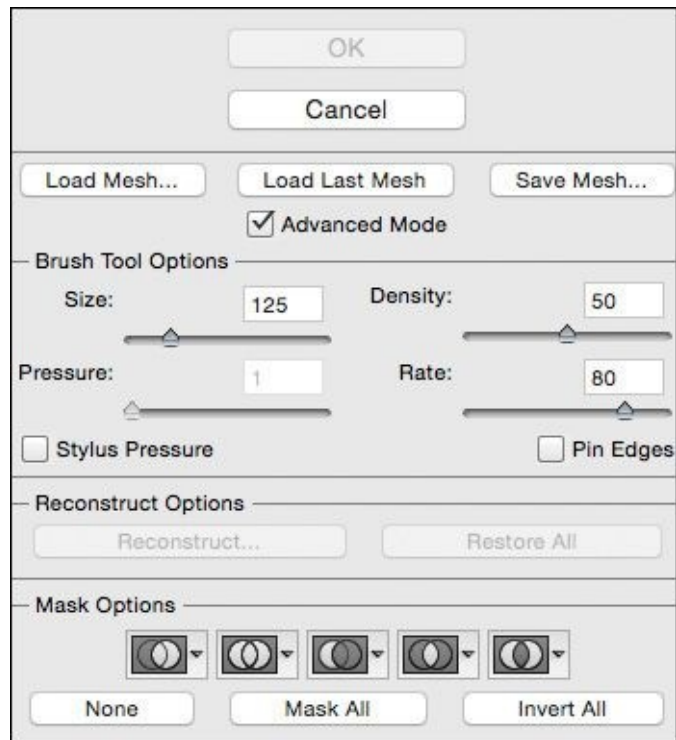 OK
Cancel
Load Mesh... Load Last Mesh Save Mesh...
Advanced Mode
Brush Tool Options
Size: 125 Density: 50
Pressure: 1 Rate: 80
Stylus Pressure Pin Edges
Reconstruct Options
Reconstruct... Restore All
Mask Options
None Mask All Invert All